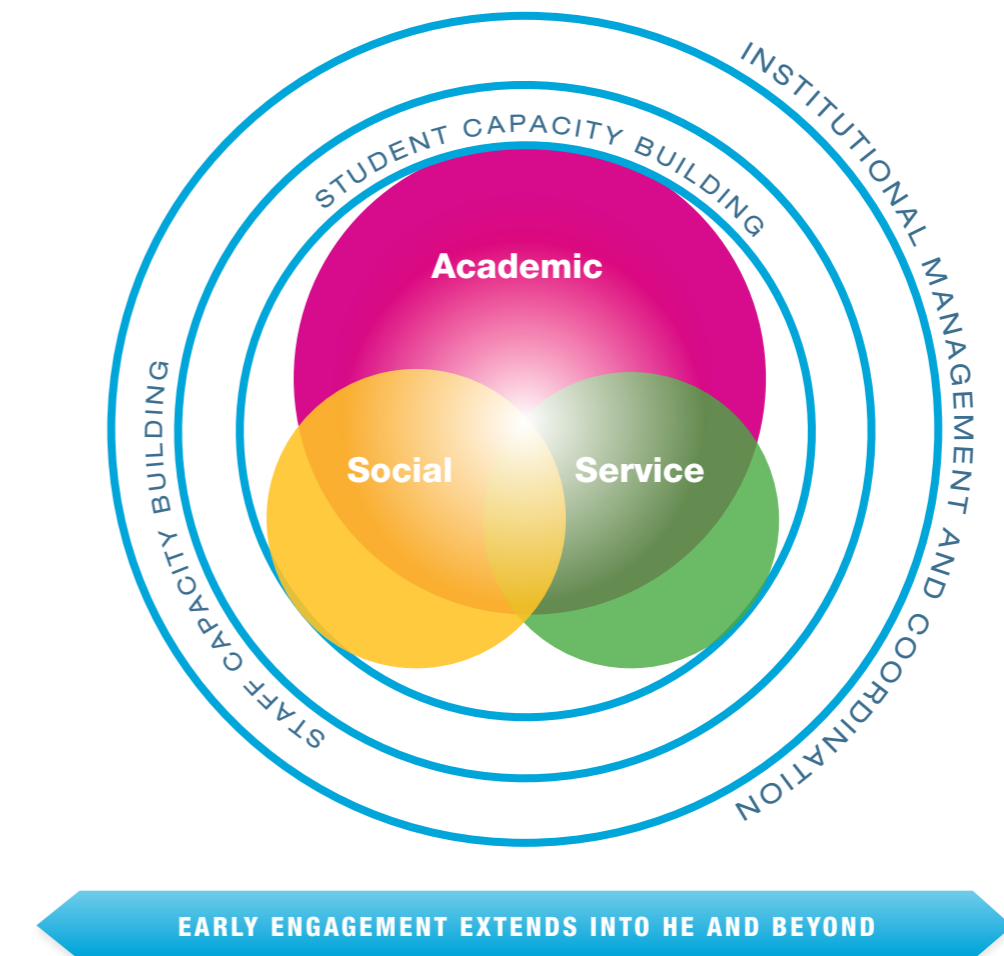 INSTITUTIONAL MANAGEMENT AND COORDINATION
STUDENT CAPACITY BUILDING
STAFF CAPACITY BUILDING
Academic
Social
Service
EARLY ENGAGEMENT EXTENDS INTO HE AND BEYOND